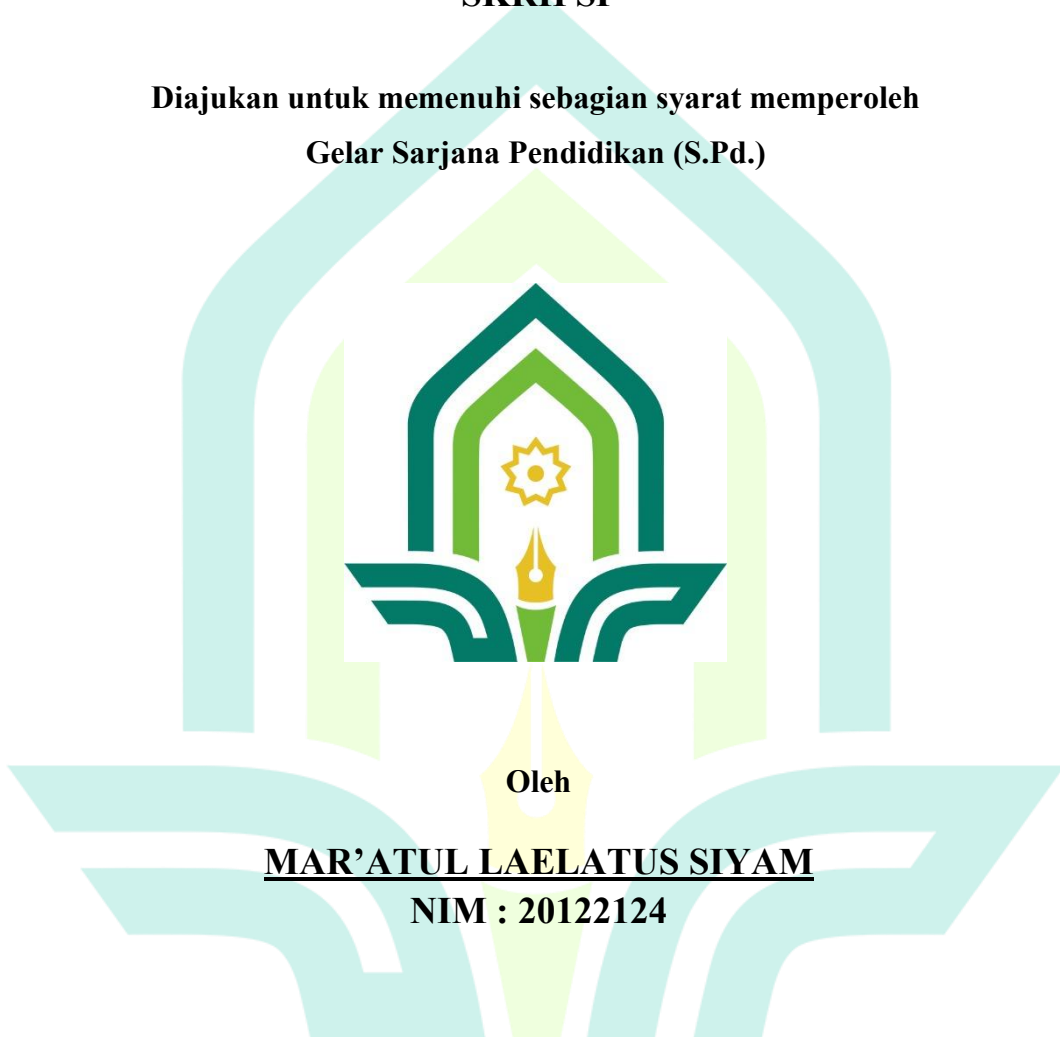 SKRIPSI
Diajukan untuk memenuhi sebagian syarat memperoleh
Gelar Sarjana Pendidikan (S.Pd.)
Oleh
MAR’ATUL LAELATUS SIYAM
NIM : 20122124